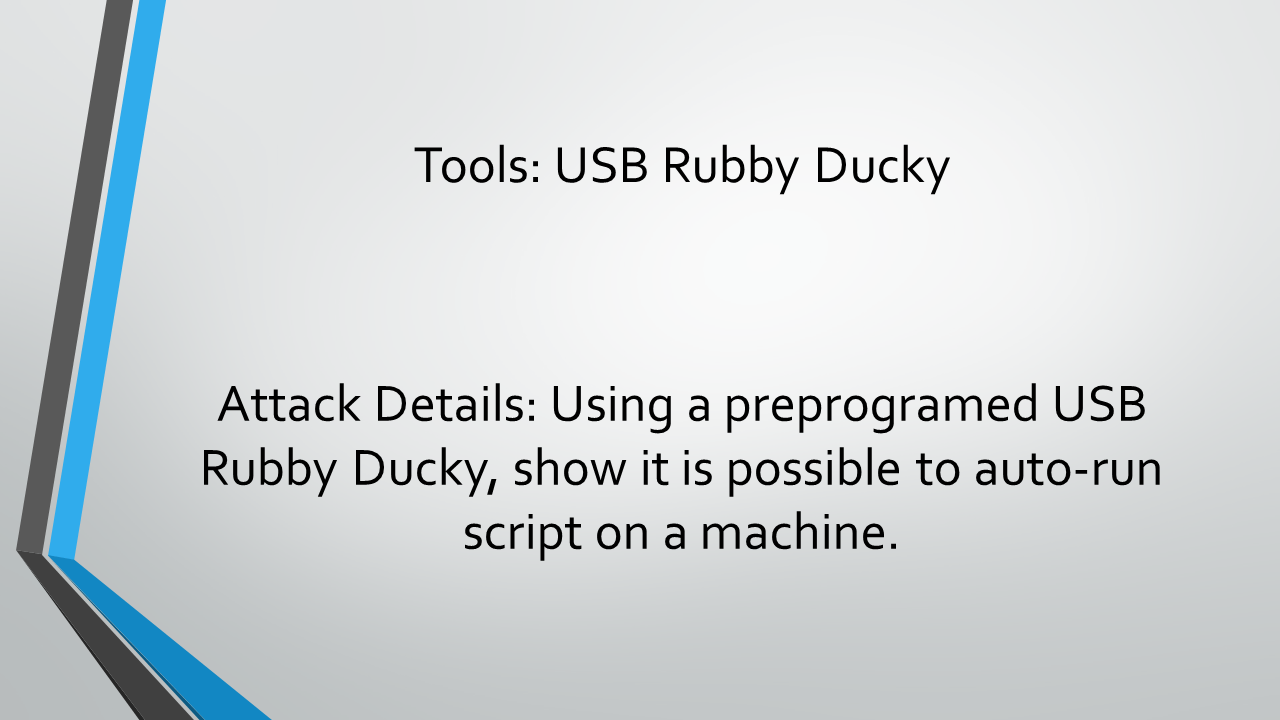 Tools: USB Rubby Ducky
Attack Details: Using a preprogramed USB
Rubby Ducky, show it is possible to auto-run
script on a machine.